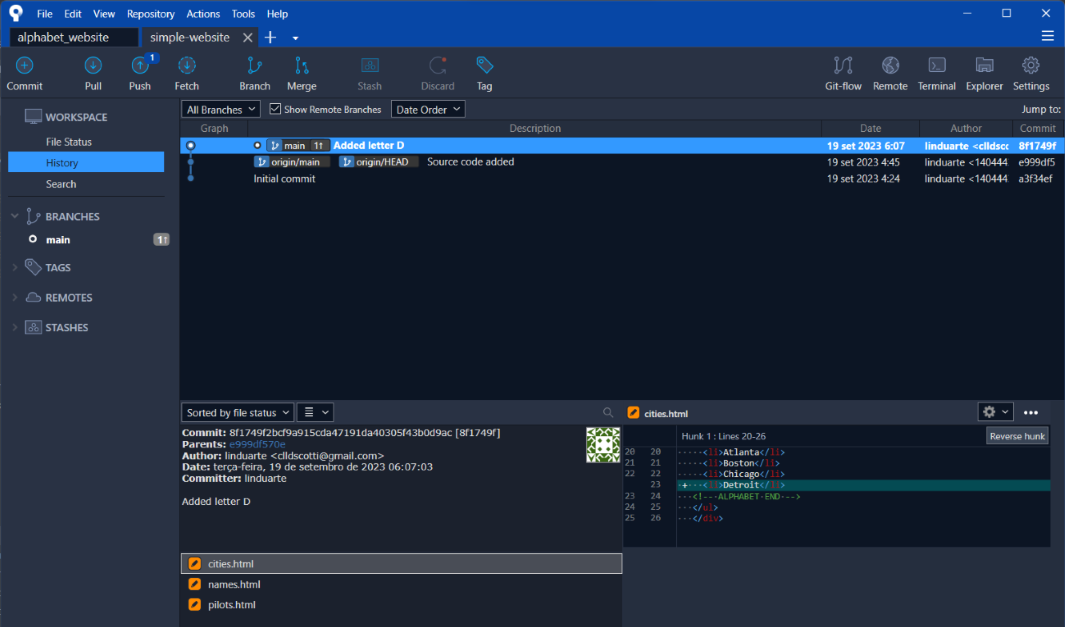 File Edit View Repository Actions Tools Help
alphabet_website simple-website
1
Commit Pull Push Fetch Branch Merge Stash Discard Tag Git-flow Remote Terminal Explorer Settings
WORKSPACE
File Status
History
Search
BRANCHES
main 1↑
TAGS
REMOTES
STASHES
All Branches Show Remote Branches Date Order Jump to:
Graph Description Date Author Commit
main 1↑ Added letter D 19 set 2023 6:07 linduarte <clldscc 8f1749f
origin/main origin/HEAD Source code added 19 set 2023 4:45 linduarte <140444 e999df5
Initial commit 19 set 2023 4:24 linduarte <140444 a3f34ef
Sorted by file status
Commit: 8f1749f2bcf9a915cda47191da40305f43b0d9ac [8f1749f]
Parents: e999df570e
Author: linduarte <clldscotti@gmail.com>
Date: terça-feira, 19 de setembro de 2023 06:07:03
Committer: linduarte
Added letter D
cities.html
names.html
pilots.html
cities.html
Hunk 1 : Lines 20-26 Reverse hunk
20 20 ·····<li>Atlanta</li>
21 21 ·····<li>Boston</li>
22 22 ·····<li>Chicago</li>
23 + ···<li>Detroit</li>
23 24 ···<!--·ALPHABET·END·-->
24 25 ···</ul>
25 26 ···</div>